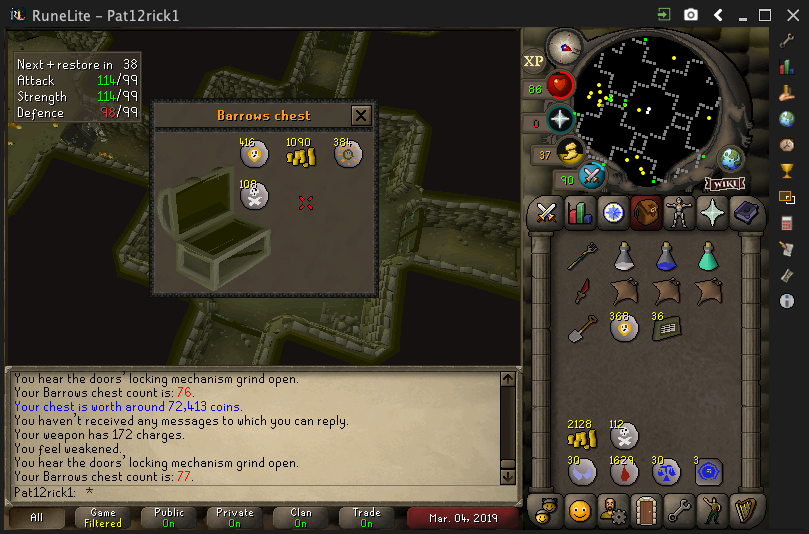 RuneLite - Pat12rick1
Next + restore in 38
Attack 114/99
Strength 114/99
Defence 98/99
Barrows chest
416 1090 384
108
XP
86
0
37
90
WIKI
368 36
2128 112
30 1629 30 3
You hear the doors' locking mechanism grind open.
Your Barrows chest count is: 76.
Your chest is worth around 72,413 coins.
You haven't received any messages to which you can reply.
Your weapon has 172 charges.
You feel weakened.
You hear the doors' locking mechanism grind open.
Your Barrows chest count is: 77.
Pat12rick1: *
All
Game
Filtered
Public
On
Private
On
Clan
On
Trade
On
Mar. 04, 2019